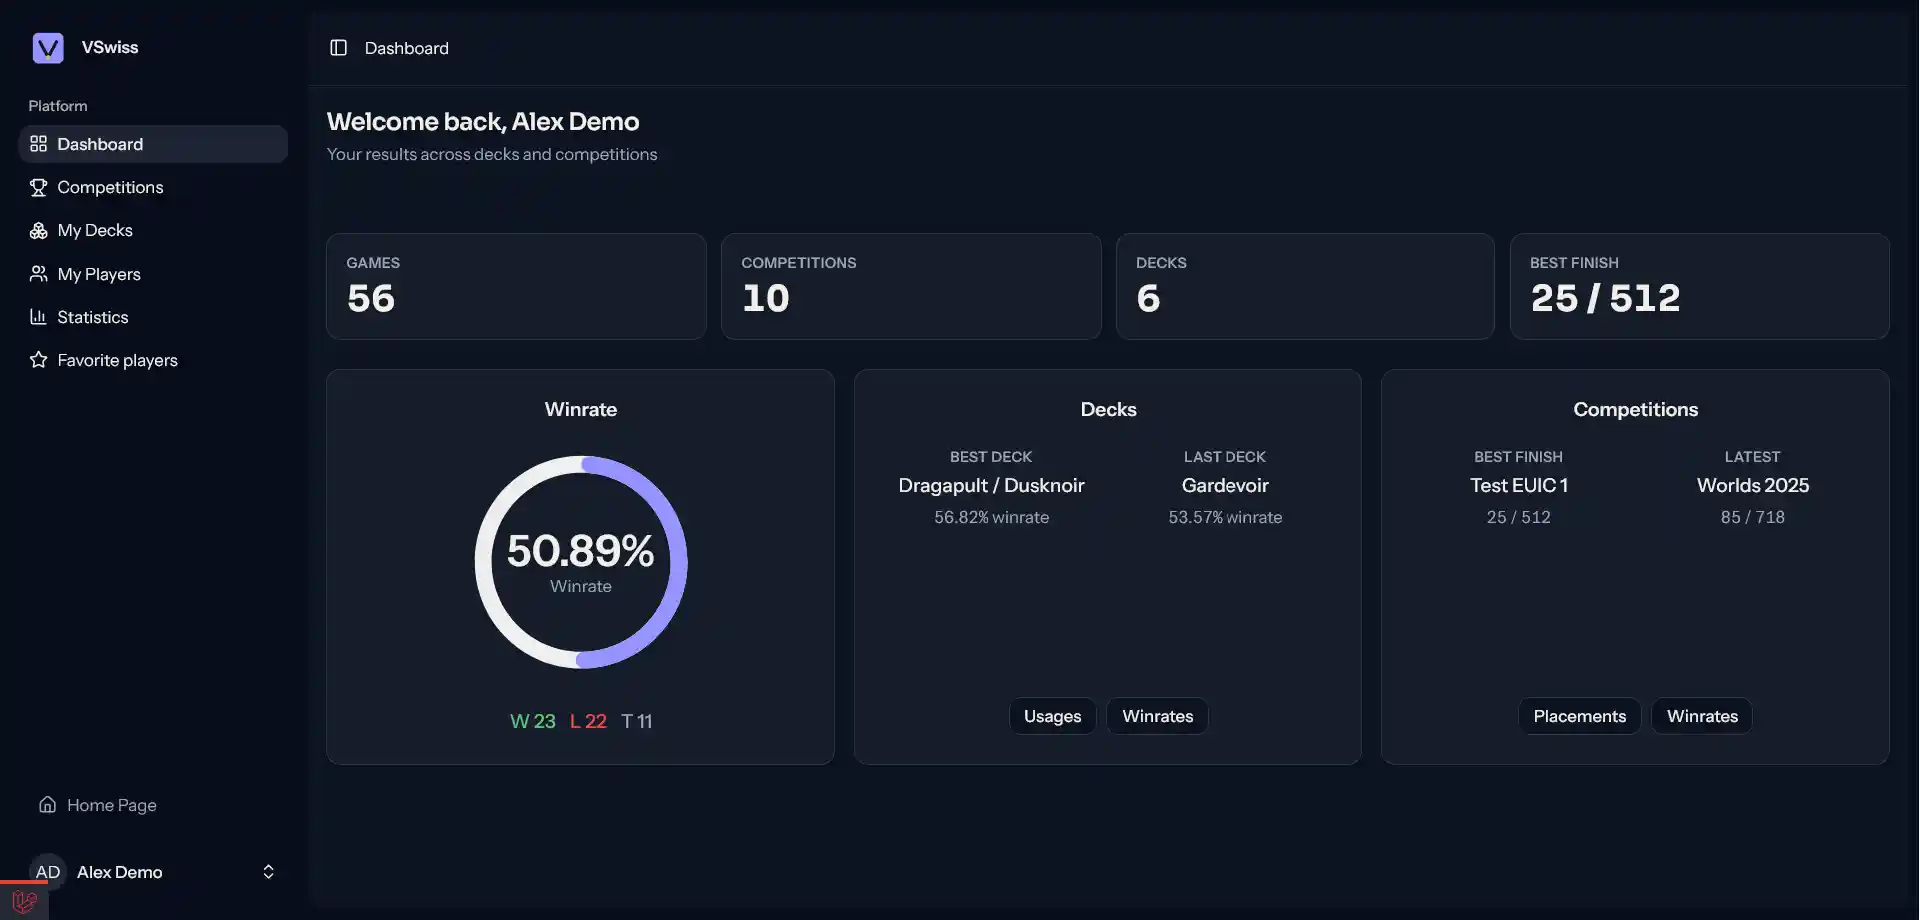 VSwiss
Platform
Dashboard
Competitions
My Decks
My Players
Statistics
Favorite players
Home Page
AD Alex Demo
Dashboard
Welcome back, Alex Demo
Your results across decks and competitions
GAMES
56
COMPETITIONS
10
DECKS
6
BEST FINISH
25 / 512
Winrate
50.89%
Winrate
W 23 L 22 T 11
Decks
BEST DECK
Dragapult / Dusknoir
56.82% winrate
LAST DECK
Gardevoir
53.57% winrate
Usages
Winrates
Competitions
BEST FINISH
Test EUIC 1
25 / 512
LATEST
Worlds 2025
85 / 718
Placements
Winrates